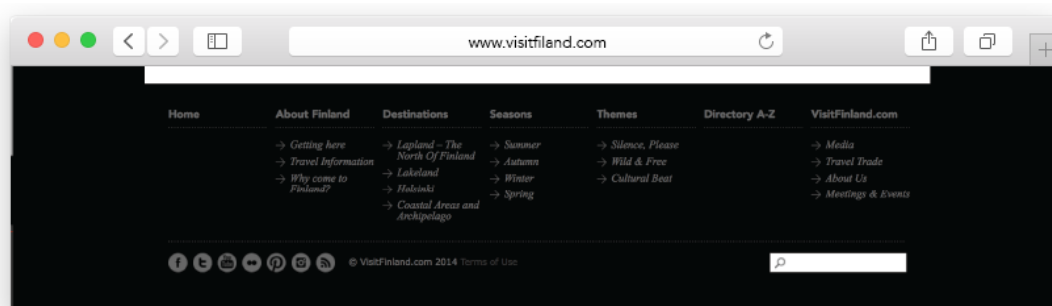 www.visitfiland.com
Home
About Finland
→ Getting here
→ Travel Information
→ Why come to
Finland?
Destinations
→ Lapland – The
North Of Finland
→ Lakeland
→ Helsinki
→ Coastal Areas and
Archipelago
Seasons
→ Summer
→ Autumn
→ Winter
→ Spring
Themes
→ Silence, Please
→ Wild & Free
→ Cultural Beat
Directory A-Z
VisitFinland.com
→ Media
→ Travel Trade
→ About Us
→ Meetings & Events
© VisitFinland.com 2014 Terms of Use